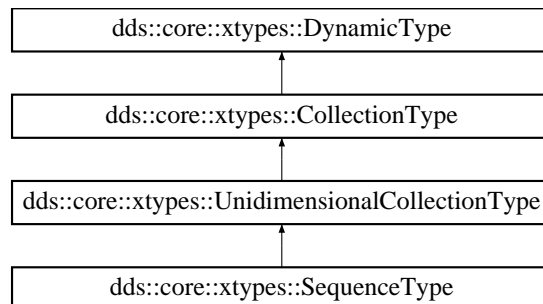 dds::core::xtypes::DynamicType
dds::core::xtypes::CollectionType
dds::core::xtypes::UnidimensionalCollectionType
dds::core::xtypes::SequenceType